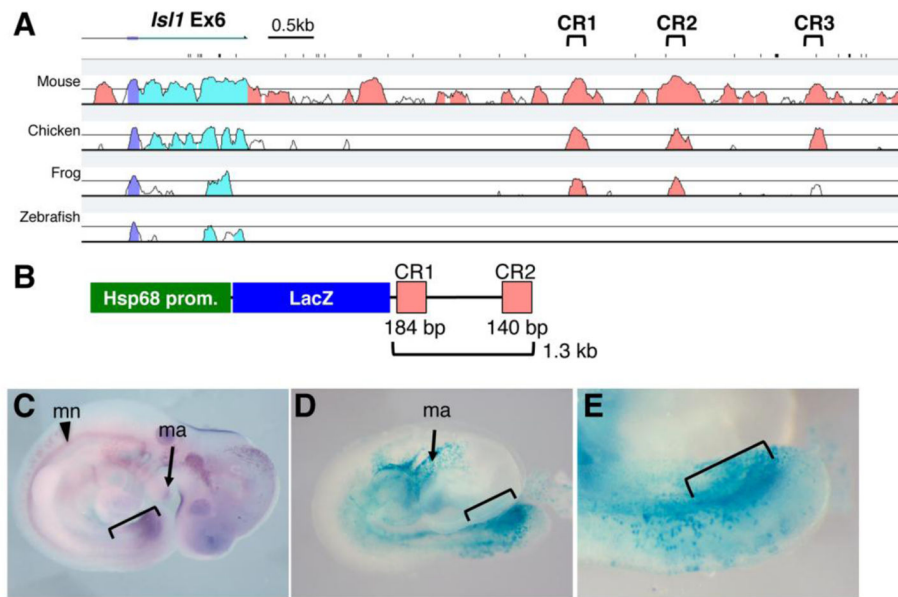 A
Isl1 Ex6
0.5kb
CR1 CR2 CR3
Mouse
Chicken
Frog
Zebrafish
B
CR1 CR2
Hsp68 prom. LacZ
184 bp 140 bp
1.3 kb
C mn ma
D ma
E